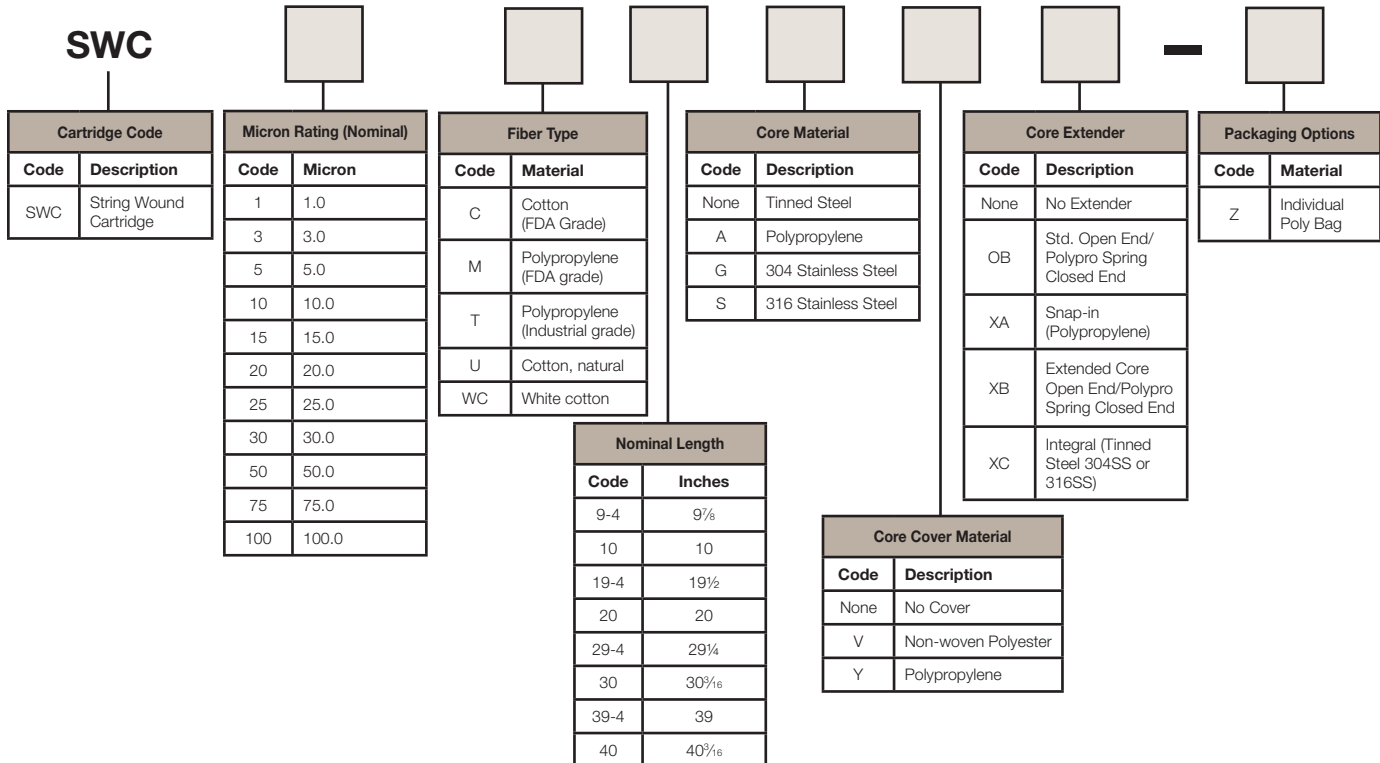 SWC
Cartridge Code
Code Description
SWC String Wound
Cartridge
Micron Rating (Nominal)
Code Micron
1 1.0
3 3.0
5 5.0
10 10.0
15 15.0
20 20.0
25 25.0
30 30.0
50 50.0
75 75.0
100 100.0
Fiber Type
Code Material
C Cotton
(FDA Grade)
M Polypropylene
(FDA grade)
T Polypropylene
(Industrial grade)
U Cotton, natural
WC White cotton
Nominal Length
Code Inches
9-4 9⅞
10 10
19-4 19½
20 20
29-4 29¼
30 30³⁄₁₆
39-4 39
40 40³⁄₁₆
Core Material
Code Description
None Tinned Steel
A Polypropylene
G 304 Stainless Steel
S 316 Stainless Steel
Core Cover Material
Code Description
None No Cover
V Non-woven Polyester
Y Polypropylene
Core Extender
Code Description
None No Extender
OB Std. Open End/
Polypro Spring
Closed End
XA Snap-in
(Polypropylene)
XB Extended Core
Open End/Polypro
Spring Closed End
XC Integral (Tinned
Steel 304SS or
316SS)
–
Packaging Options
Code Material
Z Individual
Poly Bag